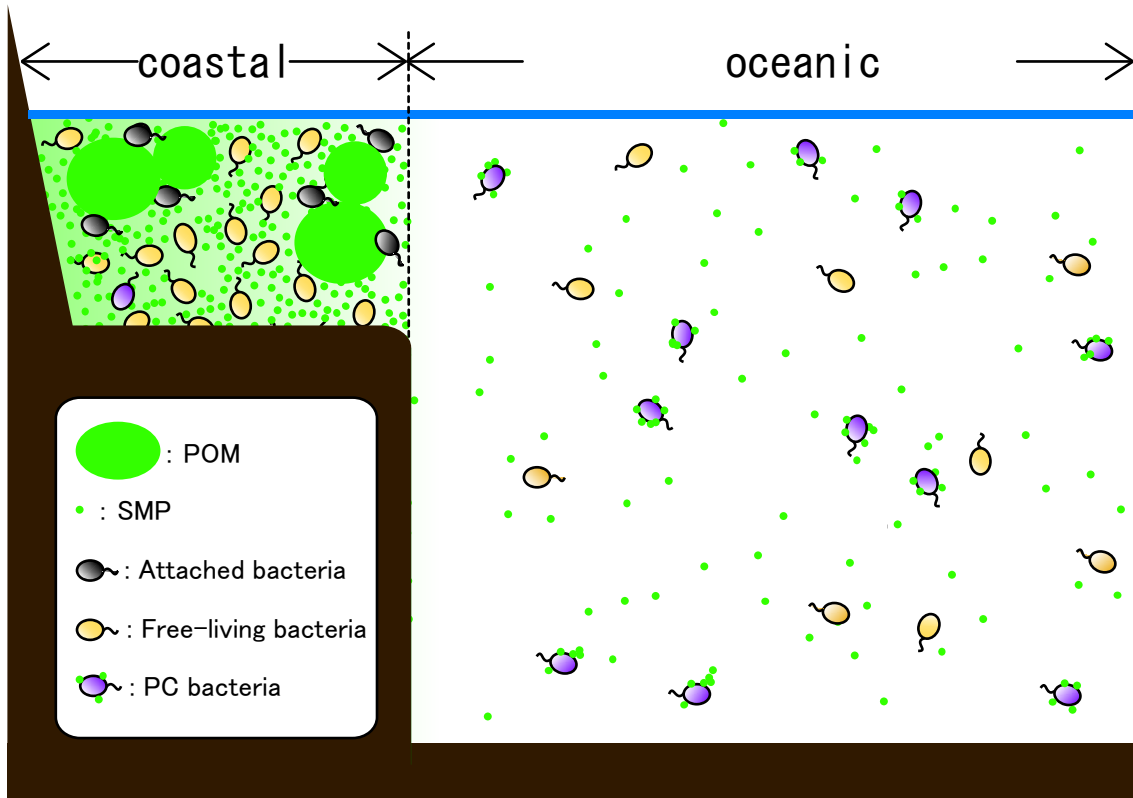 coastal
oceanic
: POM
: SMP
: Attached bacteria
: Free-living bacteria
: PC bacteria